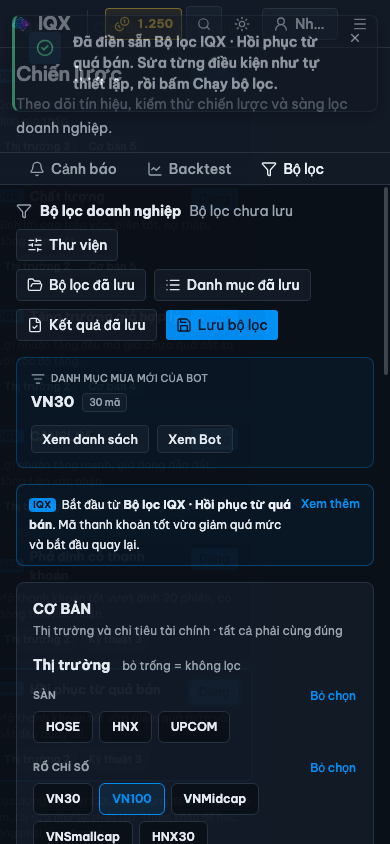 IQX
1.250
Nh...
Đã điền sẵn Bộ lọc IQX · Hồi phục từ
quá bán. Sửa từng điều kiện như tự
thiết lập, rồi bấm Chạy bộ lọc.
Chiến lược
Theo dõi tín hiệu, kiểm thử chiến lược và sàng lọc
doanh nghiệp.
Cảnh báo
Backtest
Bộ lọc
Bộ lọc doanh nghiệp Bộ lọc chưa lưu
Thư viện
Bộ lọc đã lưu
Danh mục đã lưu
Kết quả đã lưu
Lưu bộ lọc
DANH MỤC MUA MỚI CỦA BOT
VN30 30 mã
Xem danh sách
Xem Bot
IQX Bắt đầu từ Bộ lọc IQX · Hồi phục từ quá Xem thêm
bán. Mã thanh khoản tốt vừa giảm quá mức
và bắt đầu quay lại.
CƠ BẢN
Thị trường và chỉ tiêu tài chính · tất cả phải cùng đúng
Thị trường bỏ trống = không lọc
SÀN Bỏ chọn
HOSE HNX UPCOM
RỔ CHỈ SỐ Bỏ chọn
VN30 VN100 VNMidcap
VNSmallcap HNX30